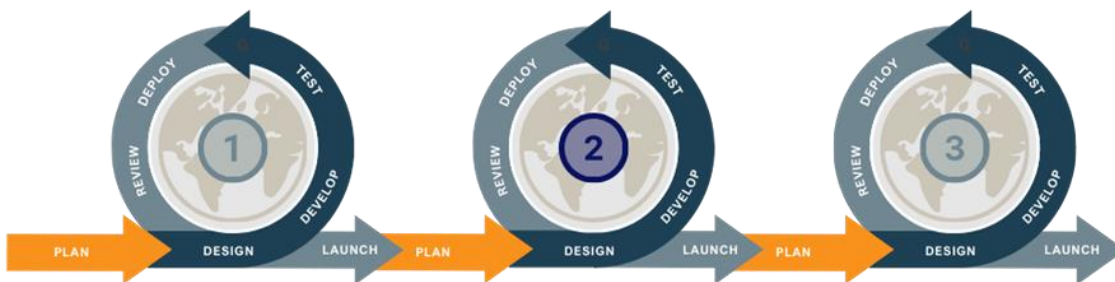 G
DEPLOY
TEST
1
REVIEW
DEVELOP
PLAN
DESIGN
LAUNCH
G
DEPLOY
TEST
2
REVIEW
DEVELOP
PLAN
DESIGN
LAUNCH
G
DEPLOY
TEST
3
REVIEW
DEVELOP
PLAN
DESIGN
LAUNCH